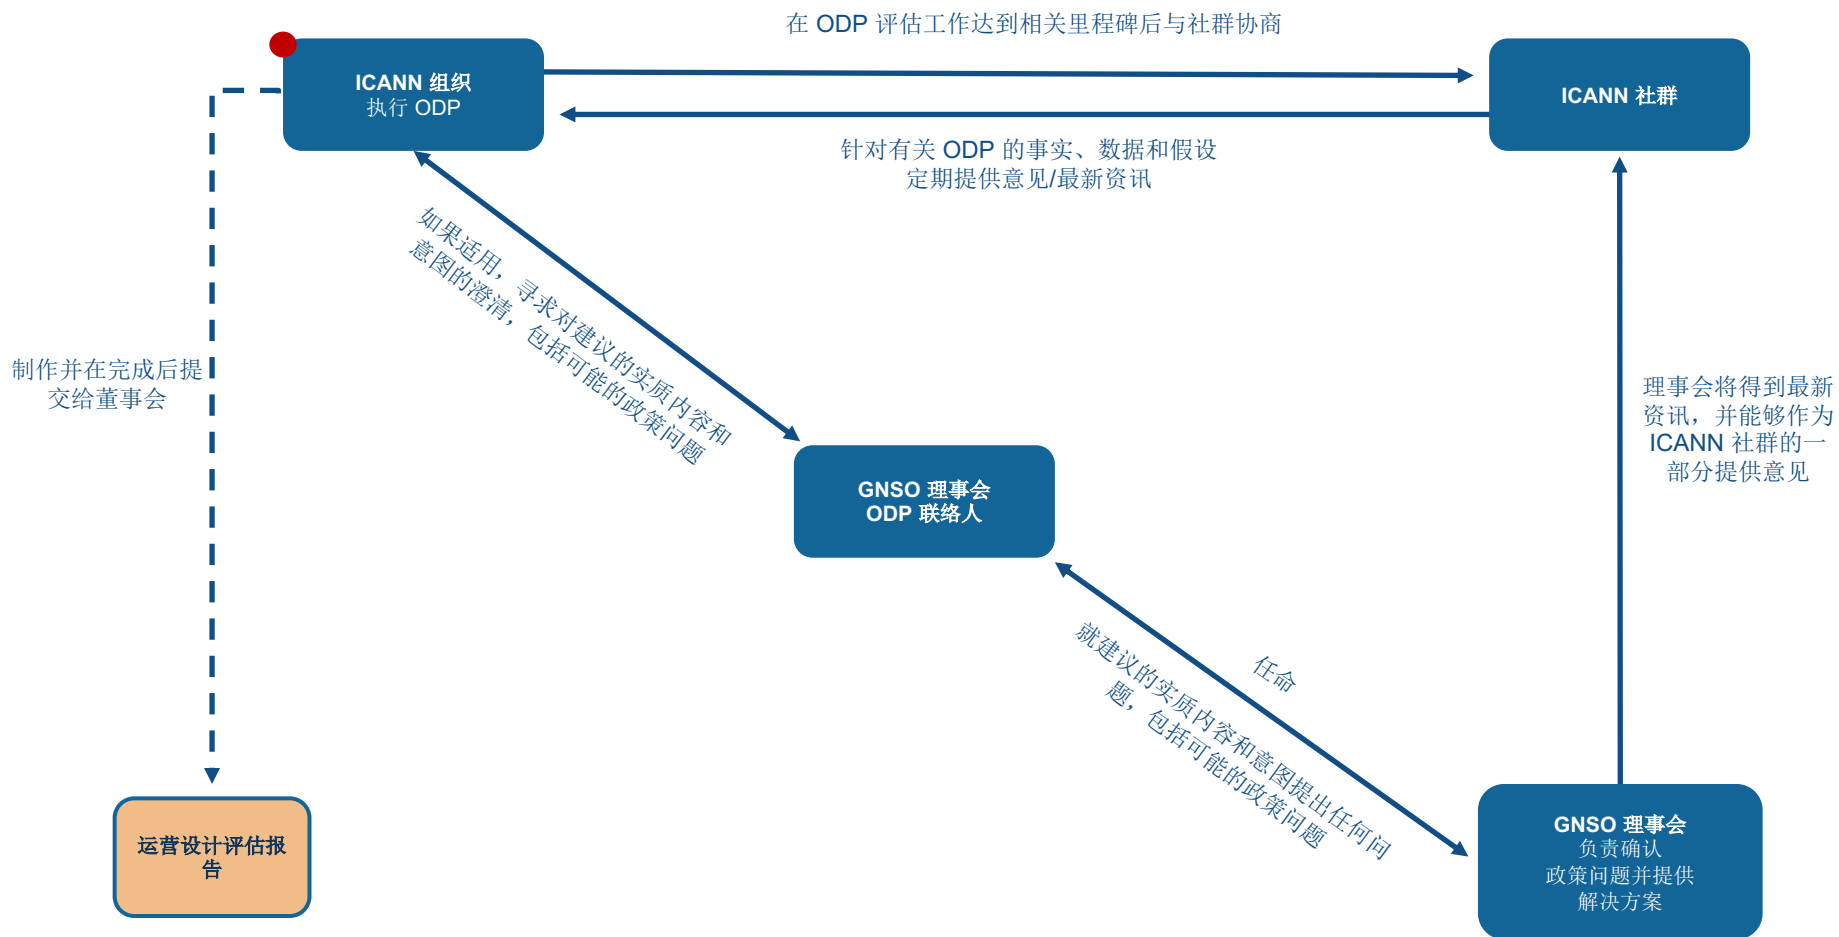 在 ODP 评估工作达到相关里程碑后与社群协商
ICANN 组织
执行 ODP
ICANN 社群
针对有关 ODP 的事实、数据和假设
定期提供意见/最新资讯
如果适用，寻求对建议的实质内容和
意图的澄清，包括可能的政策问题
制作并在完成后提
交给董事会
理事会将得到最新
资讯，并能够作为
ICANN 社群的一
部分提供意见
GNSO 理事会
ODP 联络人
任命
就建议的实质内容和意图提出任何问
题，包括可能的政策问题
运营设计评估报
告
GNSO 理事会
负责确认
政策问题并提供
解决方案